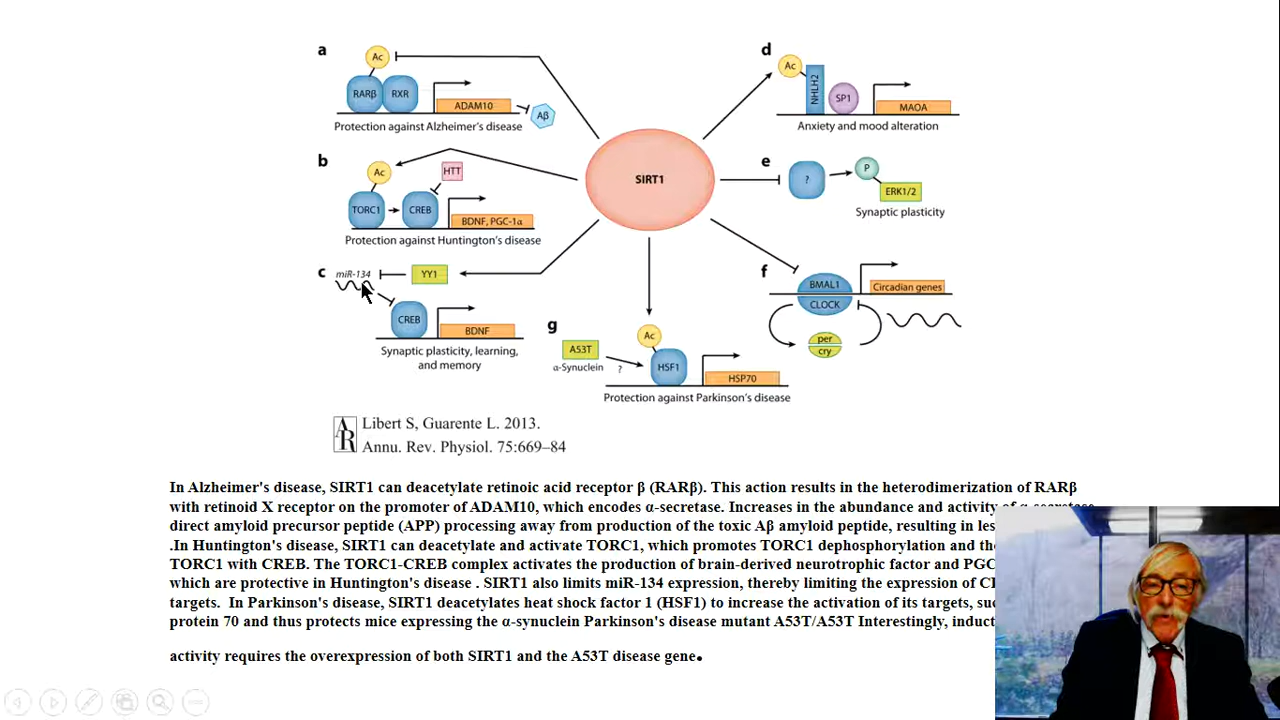 a
Ac
RARβ RXR
ADAM10
Aβ
Protection against Alzheimer's disease
b
Ac
HTT
TORC1 CREB
BDNF, PGC-1α
Protection against Huntington's disease
c
miR-134
YY1
CREB
BDNF
Synaptic plasticity, learning,
and memory
SIRT1
d
Ac
NHLH2
SP1
MAOA
Anxiety and mood alteration
e
?
P
ERK1/2
Synaptic plasticity
f
BMAL1
CLOCK
Circadian genes
per
cry
g
Ac
A53T
α-Synuclein
?
HSF1
HSP70
Protection against Parkinson's disease
AR
Libert S, Guarente L. 2013.
Annu. Rev. Physiol. 75:669–84
In Alzheimer's disease, SIRT1 can deacetylate retinoic acid receptor β (RARβ). This action results in the heterodimerization of RARβ
with retinoid X receptor on the promoter of ADAM10, which encodes α-secretase. Increases in the abundance and activity of α-secretase
direct amyloid precursor peptide (APP) processing away from production of the toxic Aβ amyloid peptide, resulting in
.In Huntington's disease, SIRT1 can deacetylate and activate TORC1, which promotes TORC1 dephosphorylation and
TORC1 with CREB. The TORC1-CREB complex activates the production of brain-derived neurotrophic factor and
which are protective in Huntington's disease . SIRT1 also limits miR-134 expression, thereby limiting the expression of
targets. In Parkinson's disease, SIRT1 deacetylates heat shock factor 1 (HSF1) to increase the activation of its targets,
protein 70 and thus protects mice expressing the α-synuclein Parkinson's disease mutant A53T/A53T Interestingly,
activity requires the overexpression of both SIRT1 and the A53T disease gene.